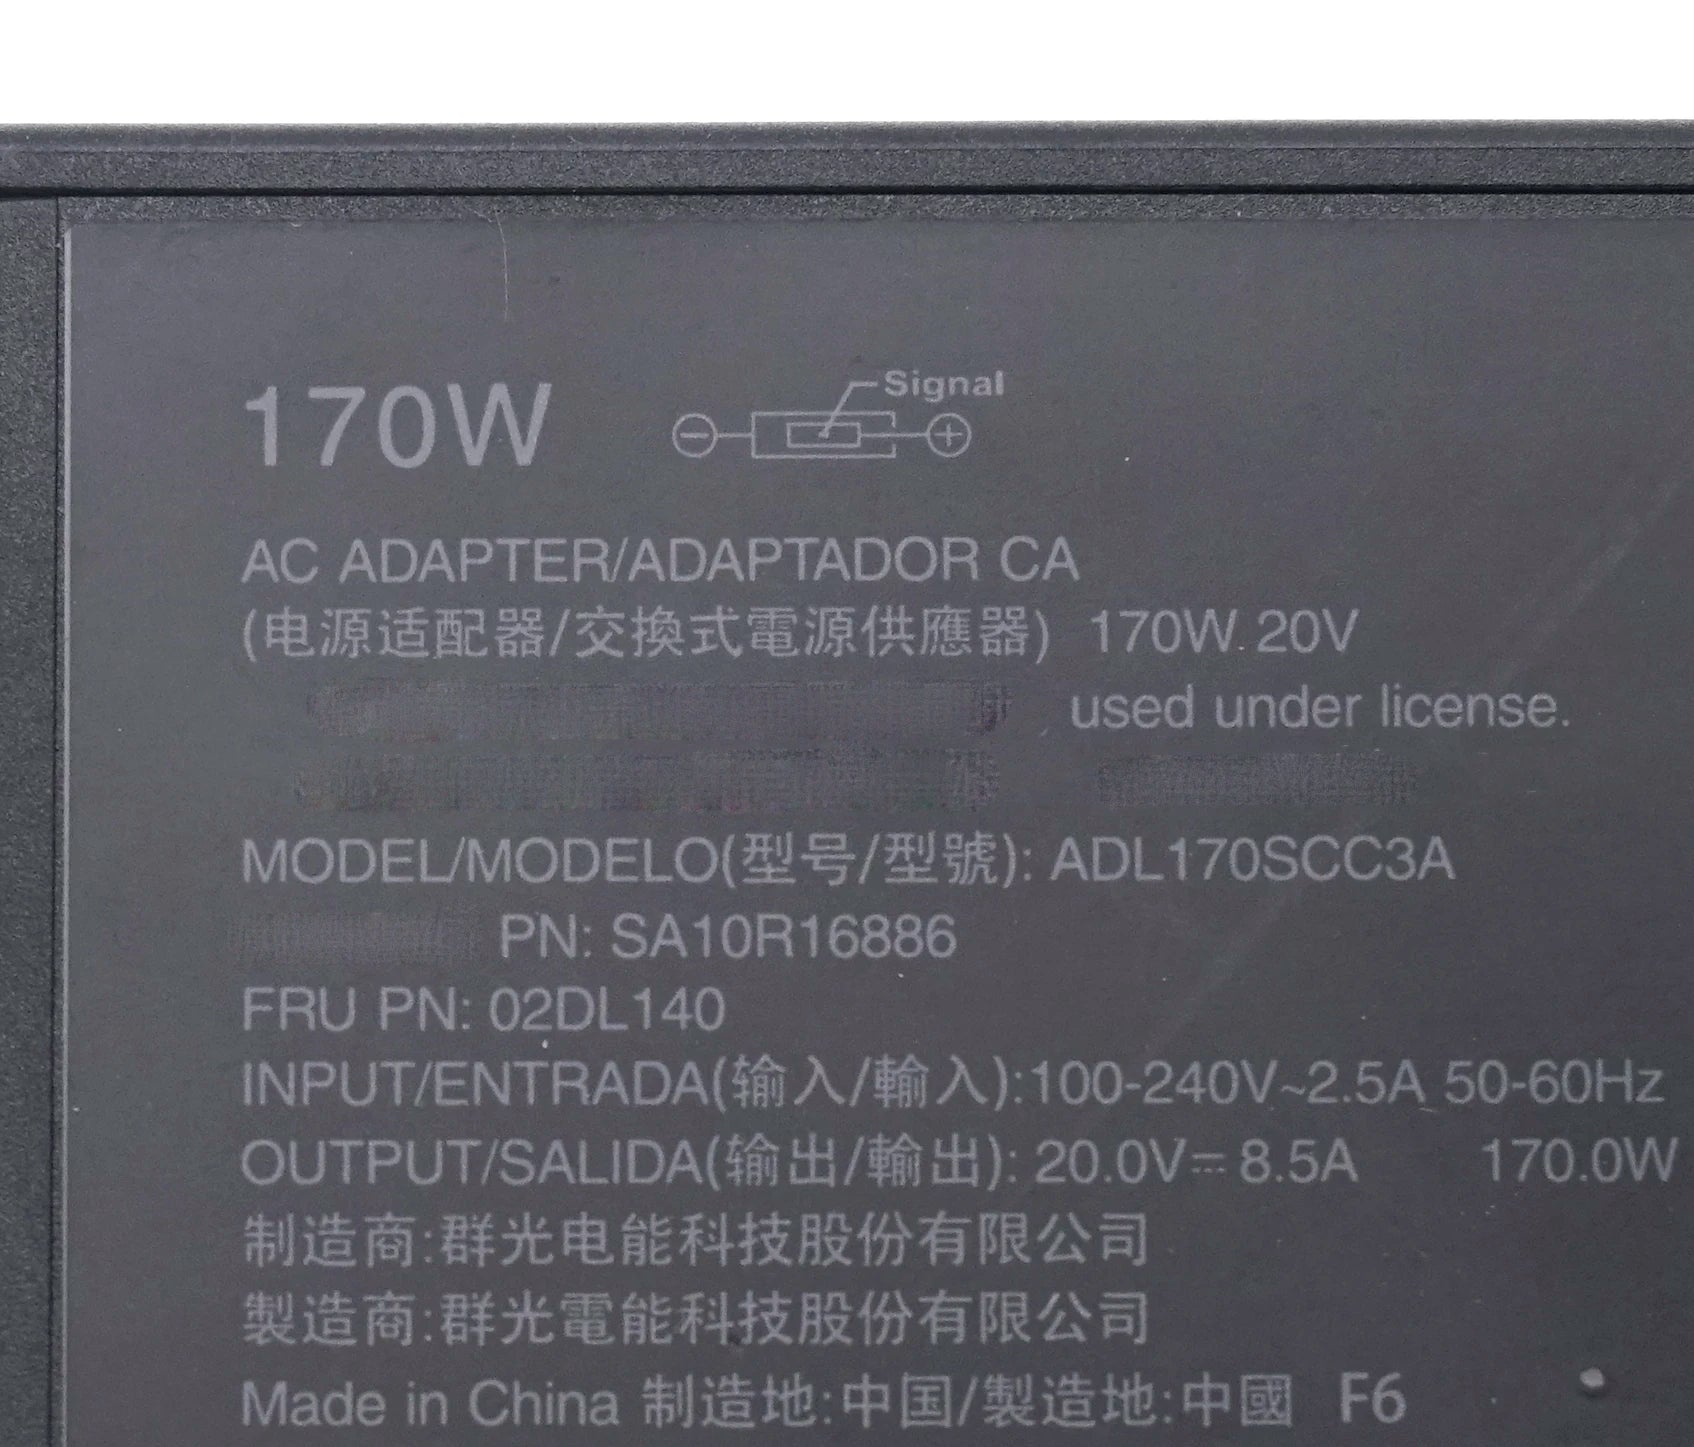 170W
Signal
AC ADAPTER/ADAPTADOR CA
(电源适配器/交換式電源供應器) 170W 20V
used under license.
MODEL/MODELO(型号/型號): ADL170SCC3A
PN: SA10R16886
FRU PN: 02DL140
INPUT/ENTRADA(输入/輸入):100-240V~2.5A 50-60Hz
OUTPUT/SALIDA(输出/輸出): 20.0V⎓8.5A 170.0W
制造商:群光电能科技股份有限公司
製造商:群光電能科技股份有限公司
Made in China 制造地:中国/製造地:中國 F6